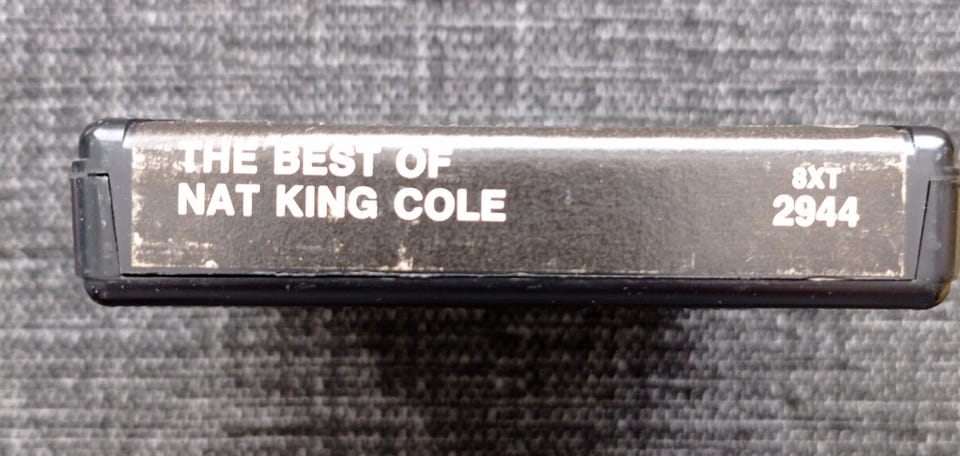 THE BEST OF
NAT KING COLE
8XT
2944